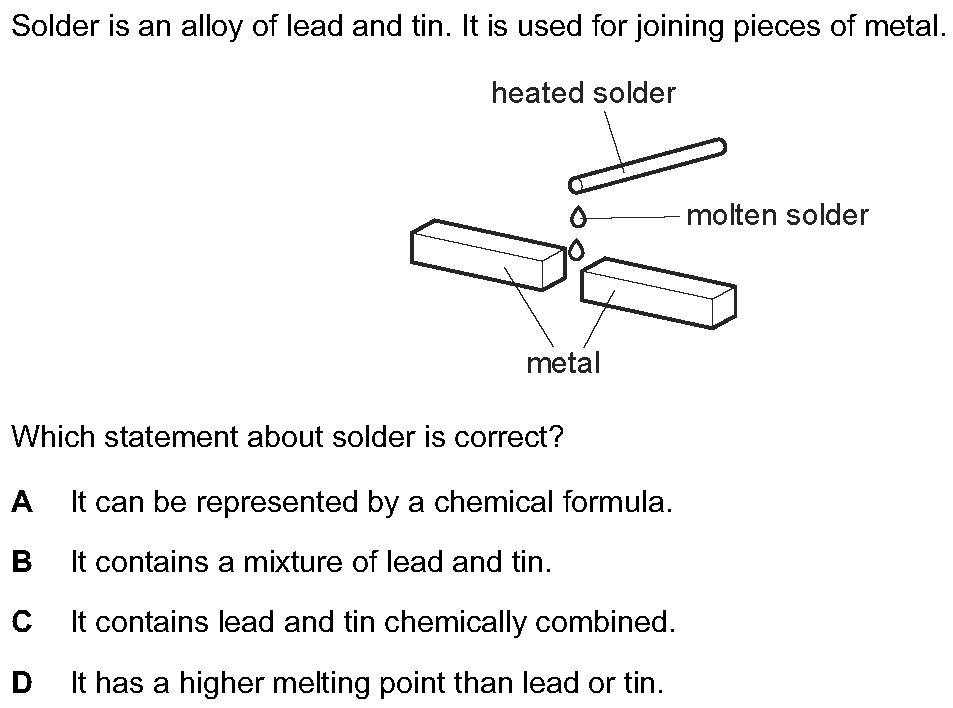 Solder is an alloy of lead and tin. It is used for joining pieces of metal.
heated solder
molten solder
metal
Which statement about solder is correct?
A It can be represented by a chemical formula.
B It contains a mixture of lead and tin.
C It contains lead and tin chemically combined.
D It has a higher melting point than lead or tin.